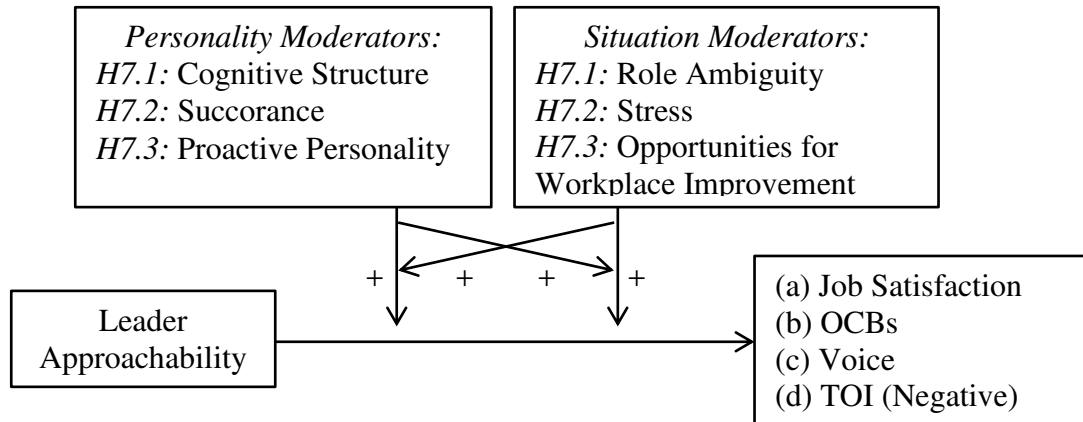 Personality Moderators:
H7.1: Cognitive Structure
H7.2: Succorance
H7.3: Proactive Personality
Situation Moderators:
H7.1: Role Ambiguity
H7.2: Stress
H7.3: Opportunities for
Workplace Improvement
+ + + +
Leader
Approachability
(a) Job Satisfaction
(b) OCBs
(c) Voice
(d) TOI (Negative)